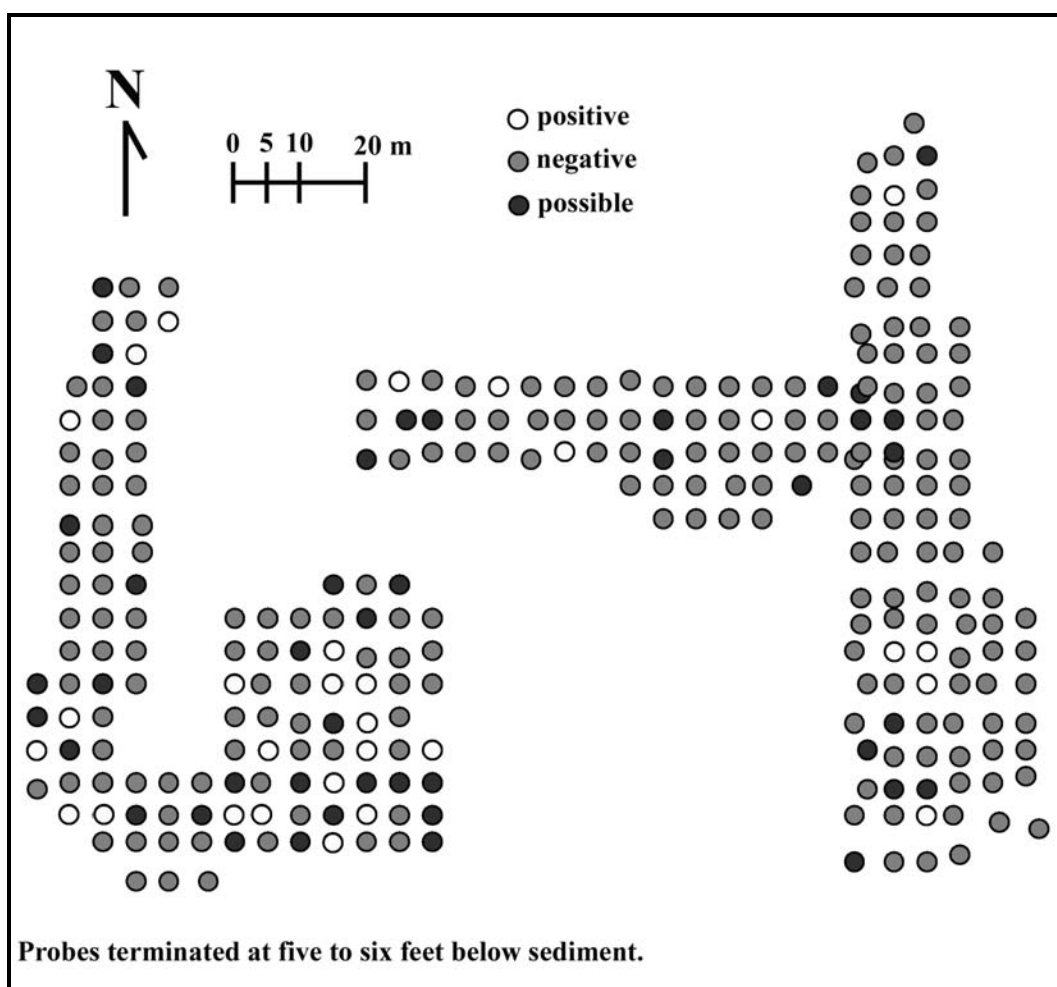 N
0 5 10 20 m
positive
negative
possible
Probes terminated at five to six feet below sediment.